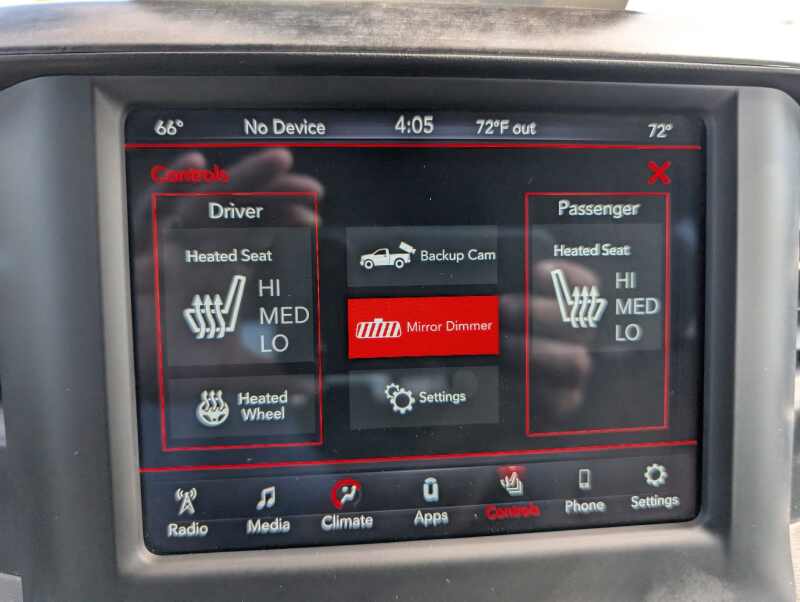 66° No Device 4:05 72°F out 72°
Controls
Driver
Heated Seat
HI
MED
LO
Heated
Wheel
Backup Cam
Mirror Dimmer
Settings
Passenger
Heated Seat
HI
MED
LO
Radio Media Climate Apps Controls Phone Settings